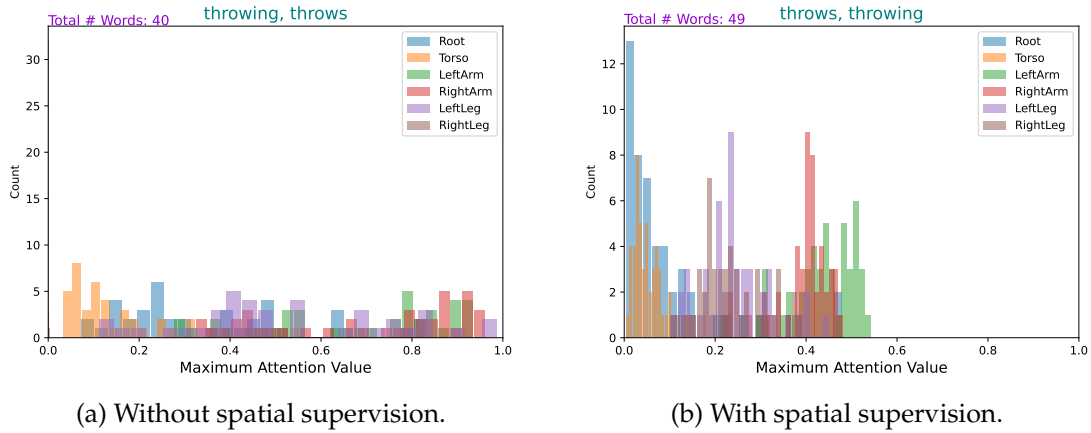 Total # Words: 40
throwing, throws
Count
30
25
20
15
10
5
0
Root
Torso
LeftArm
RightArm
LeftLeg
RightLeg
0.0 0.2 0.4 0.6 0.8 1.0
Maximum Attention Value
(a) Without spatial supervision.
Total # Words: 49
throws, throwing
Count
12
10
8
6
4
2
0
Root
Torso
LeftArm
RightArm
LeftLeg
RightLeg
0.0 0.2 0.4 0.6 0.8 1.0
Maximum Attention Value
(b) With spatial supervision.